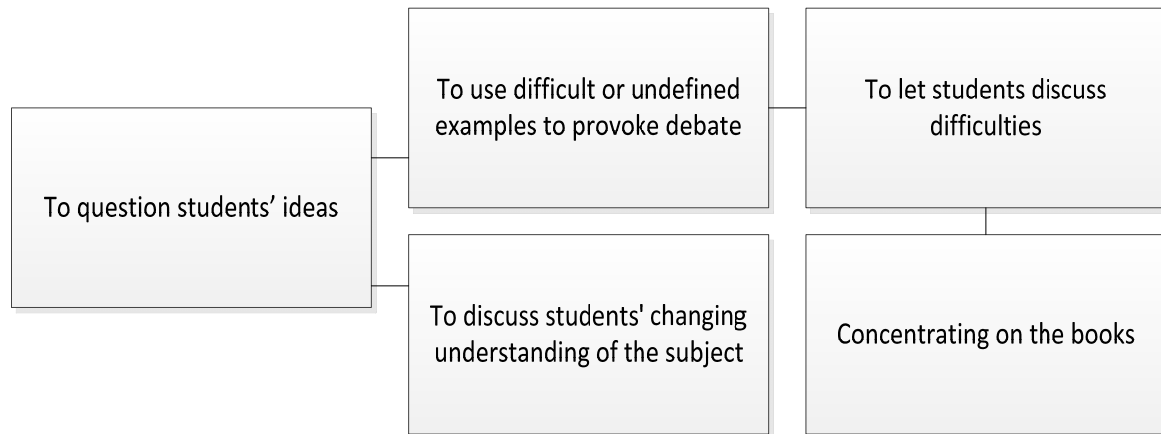 To question students’ ideas
To use difficult or undefined
examples to provoke debate
To let students discuss
difficulties
To discuss students' changing
understanding of the subject
Concentrating on the books